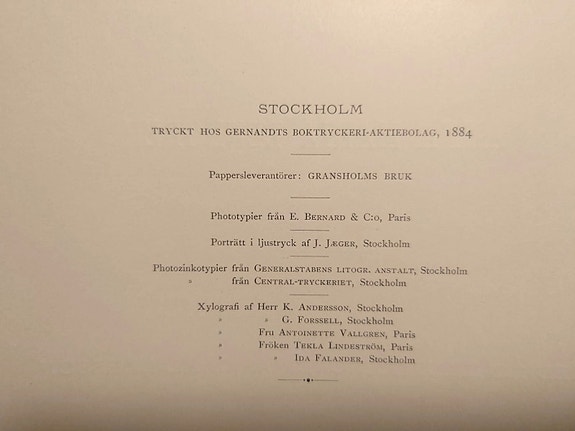 STOCKHOLM
TRYCKT HOS GERNANDTS BOKTRYCKERI-AKTIEBOLAG, 1884
Pappersleverantörer: GRANSHOLMS BRUK
Phototypier från E. BERNARD & C:o, Paris
Porträtt i ljustryck af J. JÆGER, Stockholm
Photozinkotypier från GENERALSTABENS LITOGR. ANSTALT, Stockholm
» från CENTRAL-TRYCKERIET, Stockholm
Xylografi af Herr K. ANDERSSON, Stockholm
» » G. FORSSELL, Stockholm
» Fru ANTOINETTE VALLGREN, Paris
» Fröken TEKLA LINDESTRÖM, Paris
» » IDA FALANDER, Stockholm